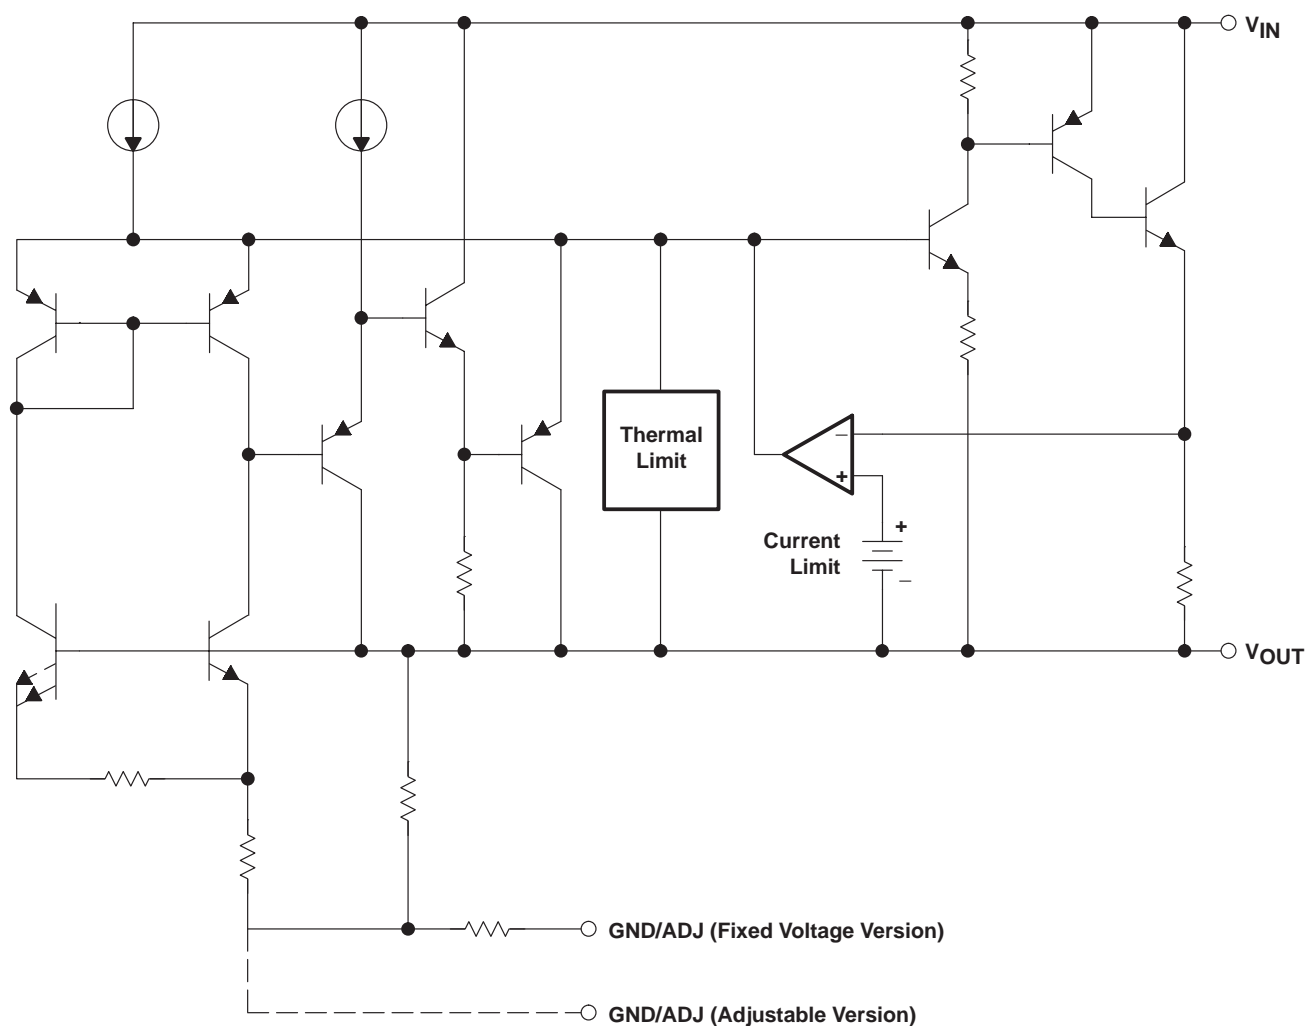 VIN
Thermal
Limit
−
+
+
Current
Limit
−
VOUT
GND/ADJ (Fixed Voltage Version)
GND/ADJ (Adjustable Version)